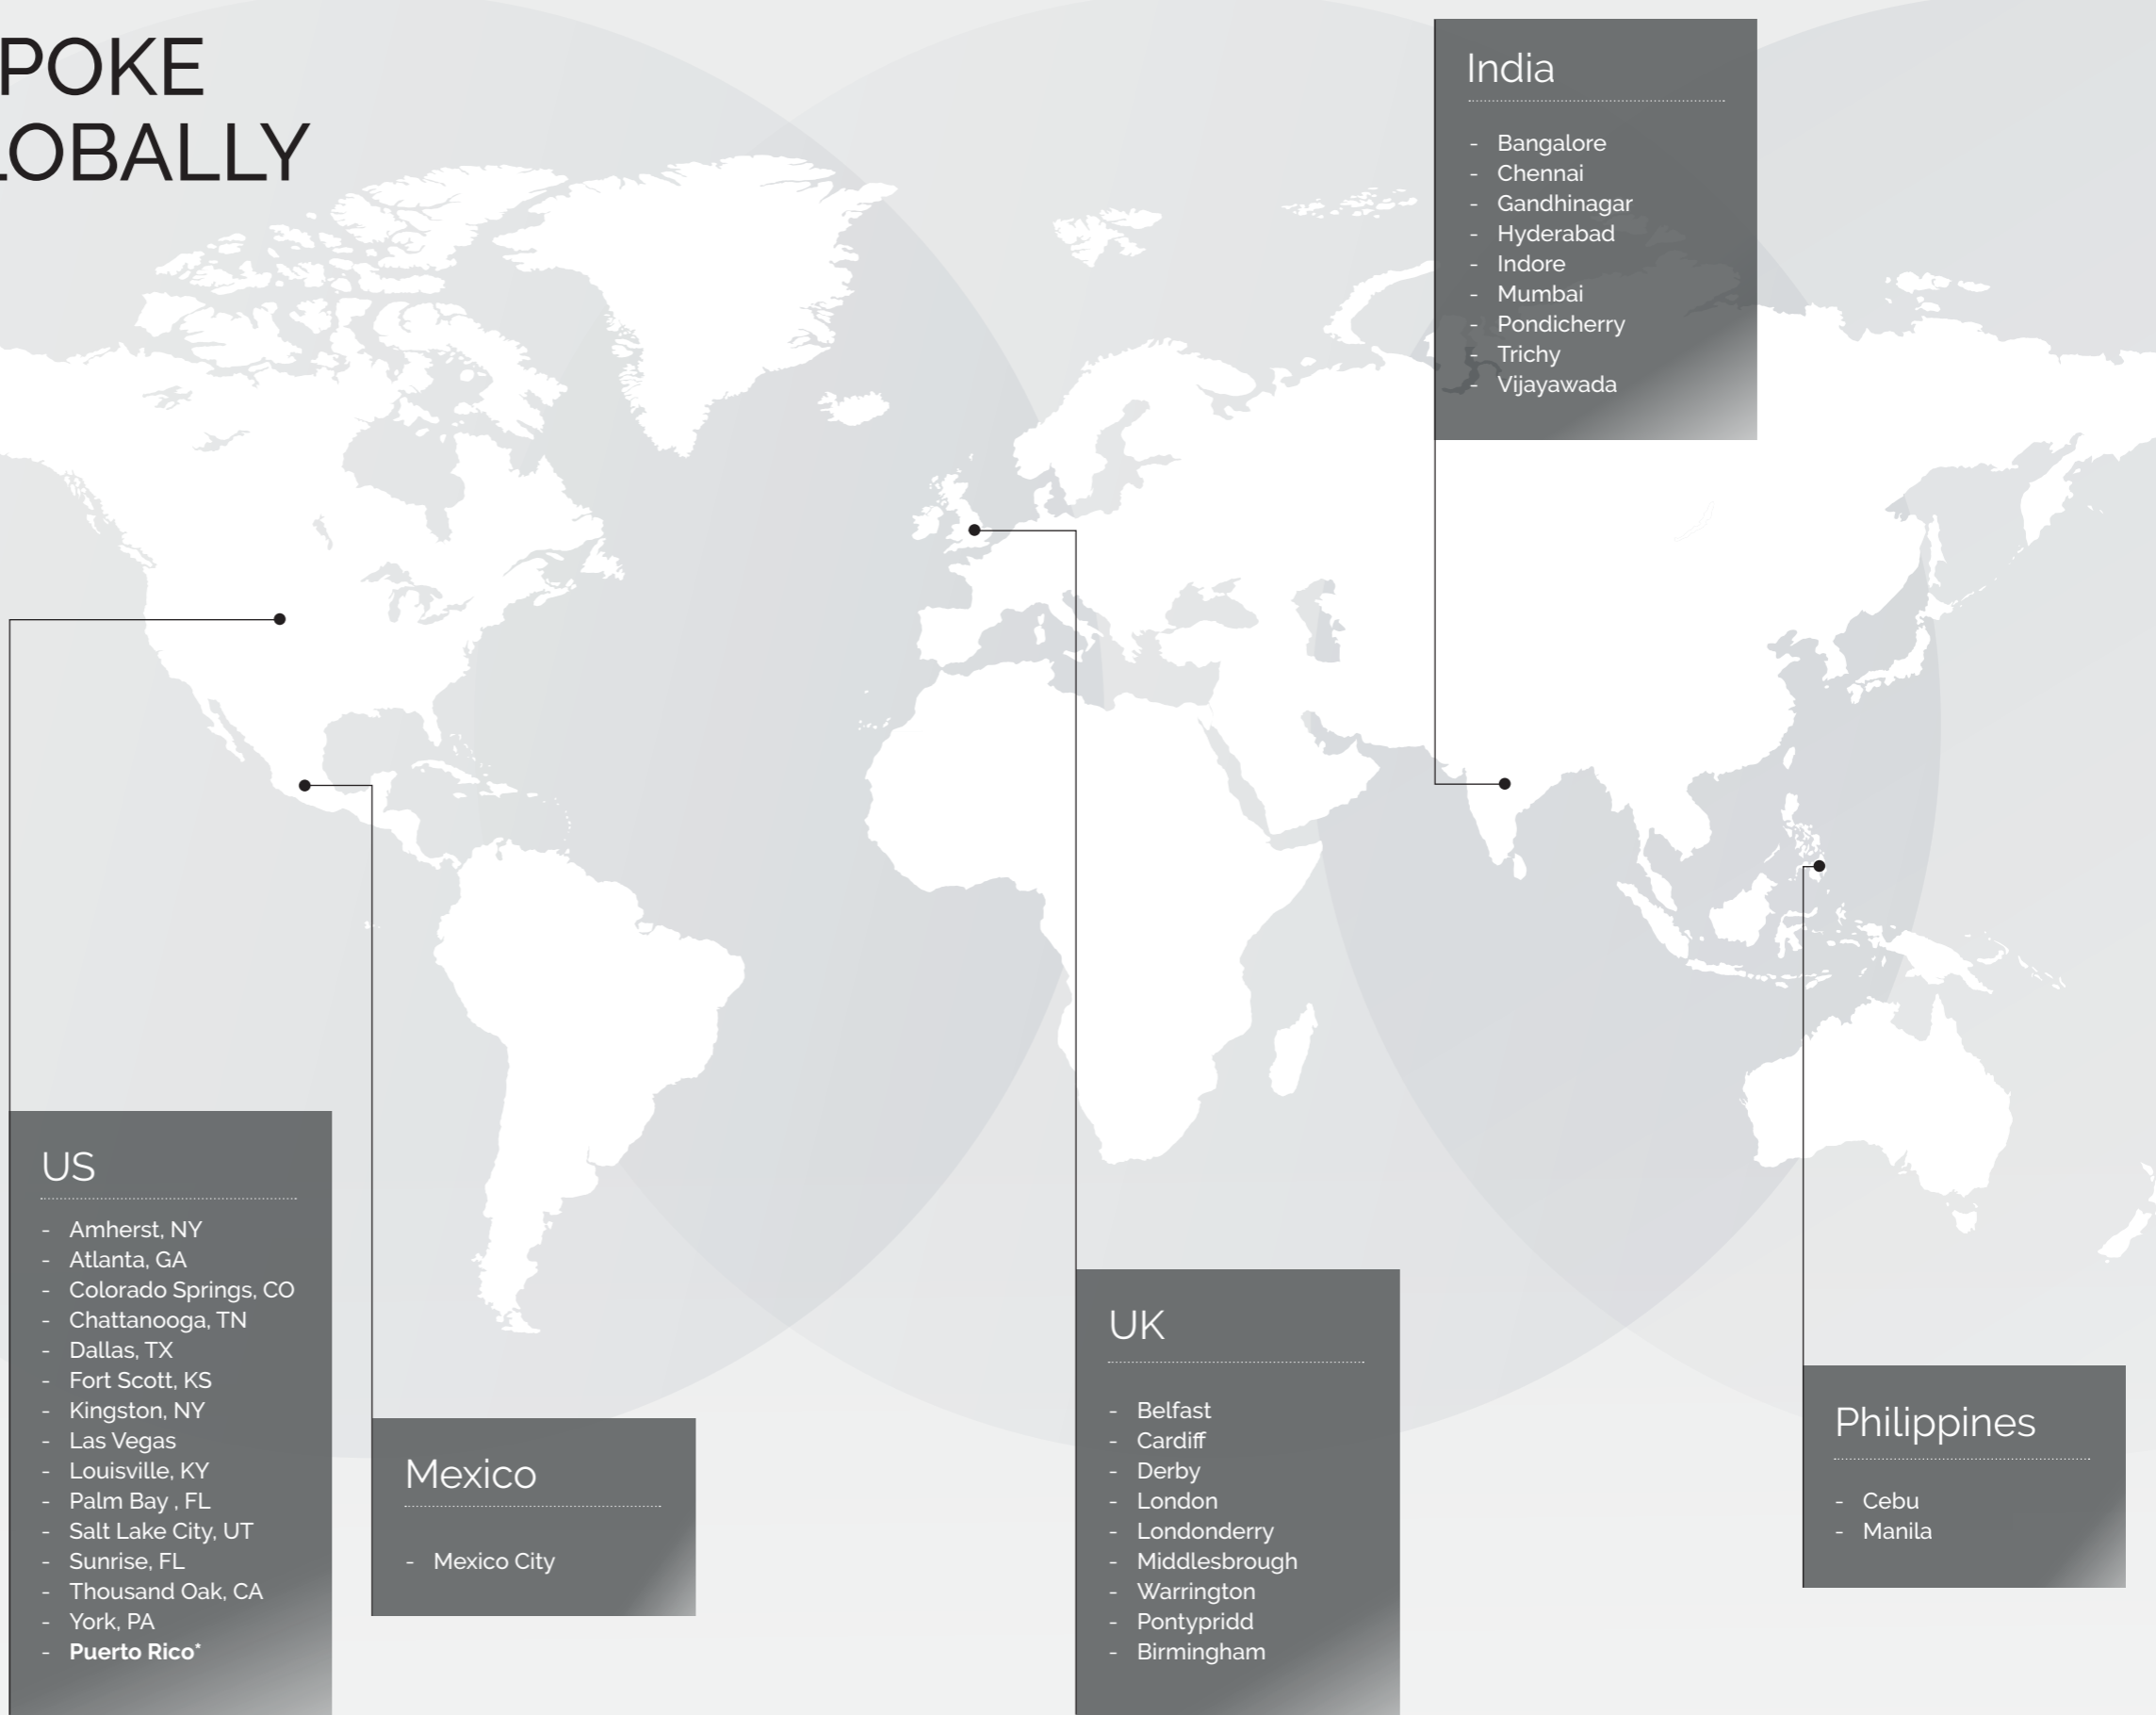 POKE
LOBALLY
India
- Bangalore
- Chennai
- Gandhinagar
- Hyderabad
- Indore
- Mumbai
- Pondicherry
- Trichy
- Vijayawada
US
- Amherst, NY
- Atlanta, GA
- Colorado Springs, CO
- Chattanooga, TN
- Dallas, TX
- Fort Scott, KS
- Kingston, NY
- Las Vegas
- Louisville, KY
- Palm Bay , FL
- Salt Lake City, UT
- Sunrise, FL
- Thousand Oak, CA
- York, PA
- Puerto Rico*
Mexico
- Mexico City
UK
- Belfast
- Cardiff
- Derby
- London
- Londonderry
- Middlesbrough
- Warrington
- Pontypridd
- Birmingham
Philippines
- Cebu
- Manila